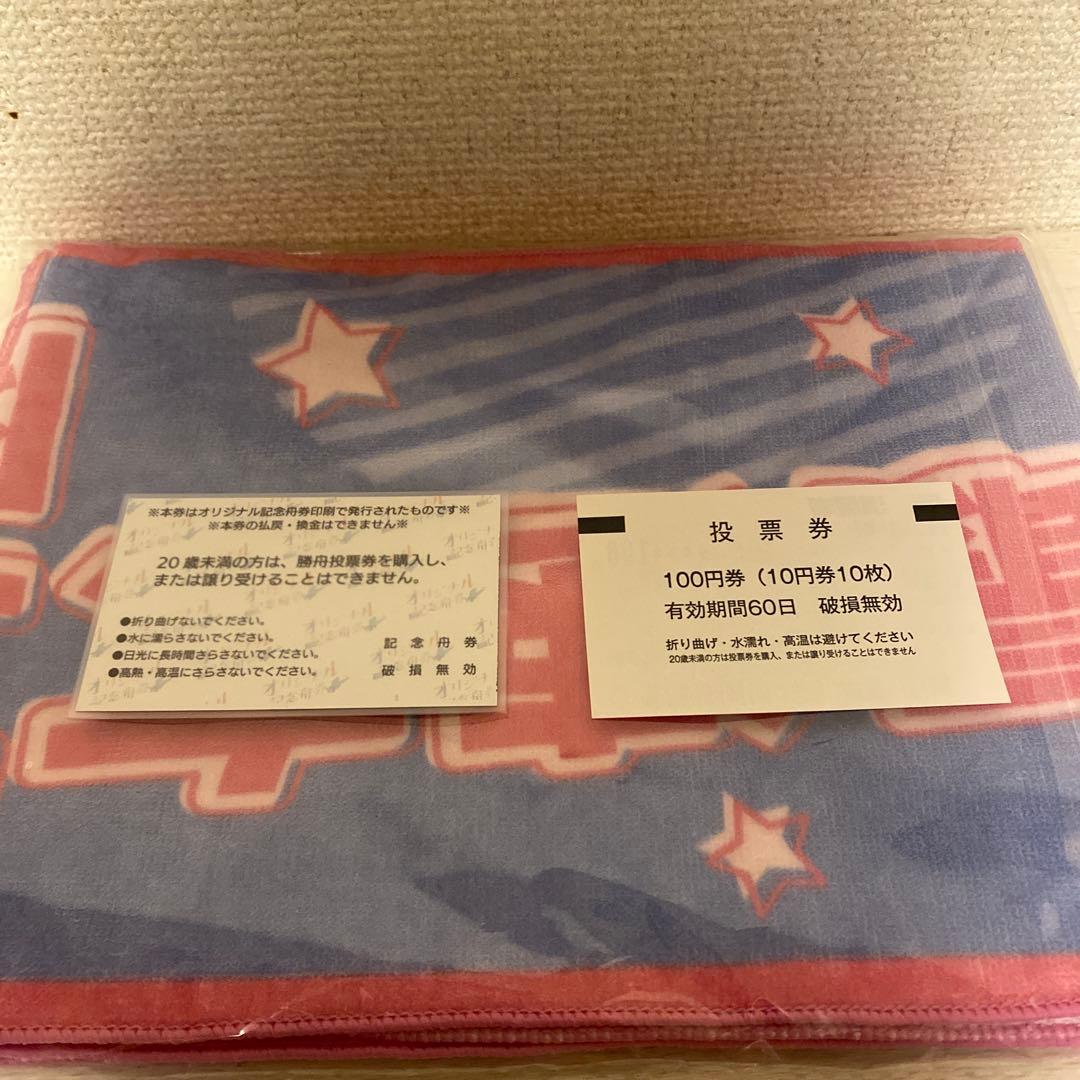 ※本券はオリジナル記念舟券印刷で発行されたものです※
※本券の払戻・換金はできません※
20歳未満の方は、勝舟投票券を購入し、
または譲り受けることはできません。
●折り曲げないでください。
●水に濡らさないでください。
●日光に長時間さらさないでください。
●高熱・高温にさらさないでください。
記念舟券
破損無効
投票券
100円券（10円券10枚）
有効期間60日　破損無効
折り曲げ・水濡れ・高温は避けてください
20歳未満の方は投票券を購入、または譲り受けることはできません